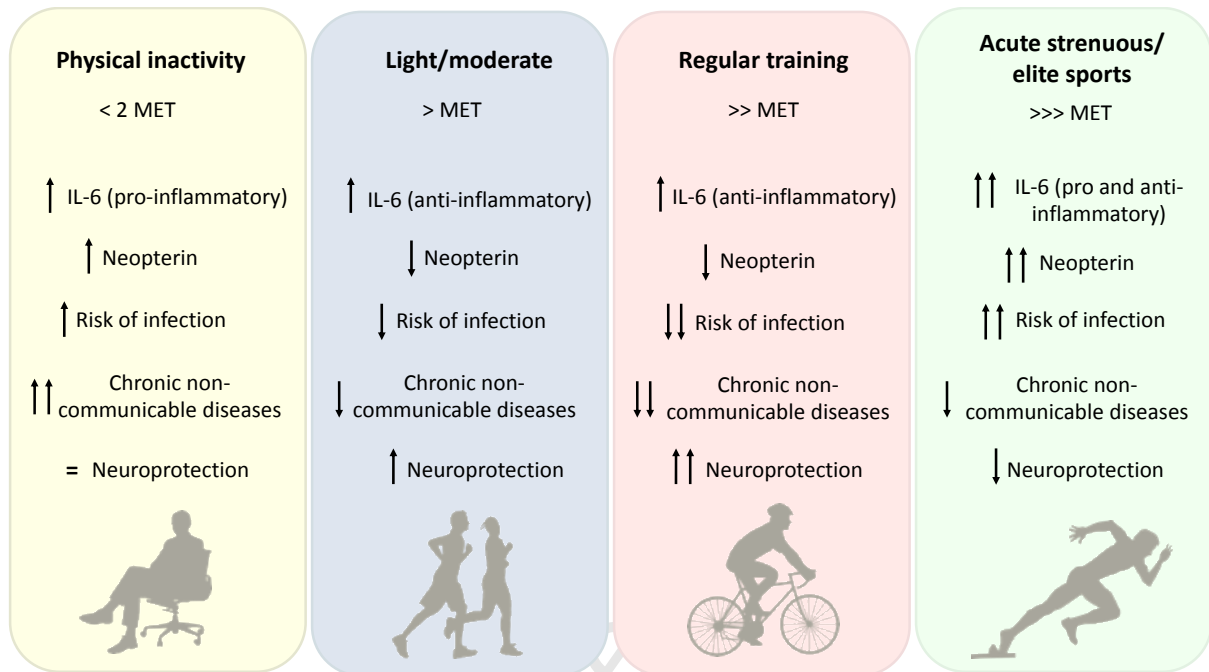 Physical inactivity
< 2 MET
↑ IL-6 (pro-inflammatory)
↑ Neopterin
↑ Risk of infection
↑↑ Chronic non-
communicable diseases
= Neuroprotection
Light/moderate
> MET
↑ IL-6 (anti-inflammatory)
↓ Neopterin
↓ Risk of infection
↓ Chronic non-
communicable diseases
↑ Neuroprotection
Regular training
>> MET
↑ IL-6 (anti-inflammatory)
↓ Neopterin
↓↓ Risk of infection
↓↓ Chronic non-
communicable diseases
↑↑ Neuroprotection
Acute strenuous/
elite sports
>>> MET
↑↑ IL-6 (pro and anti-
inflammatory)
↑↑ Neopterin
↑↑ Risk of infection
↓ Chronic non-
communicable diseases
↓ Neuroprotection